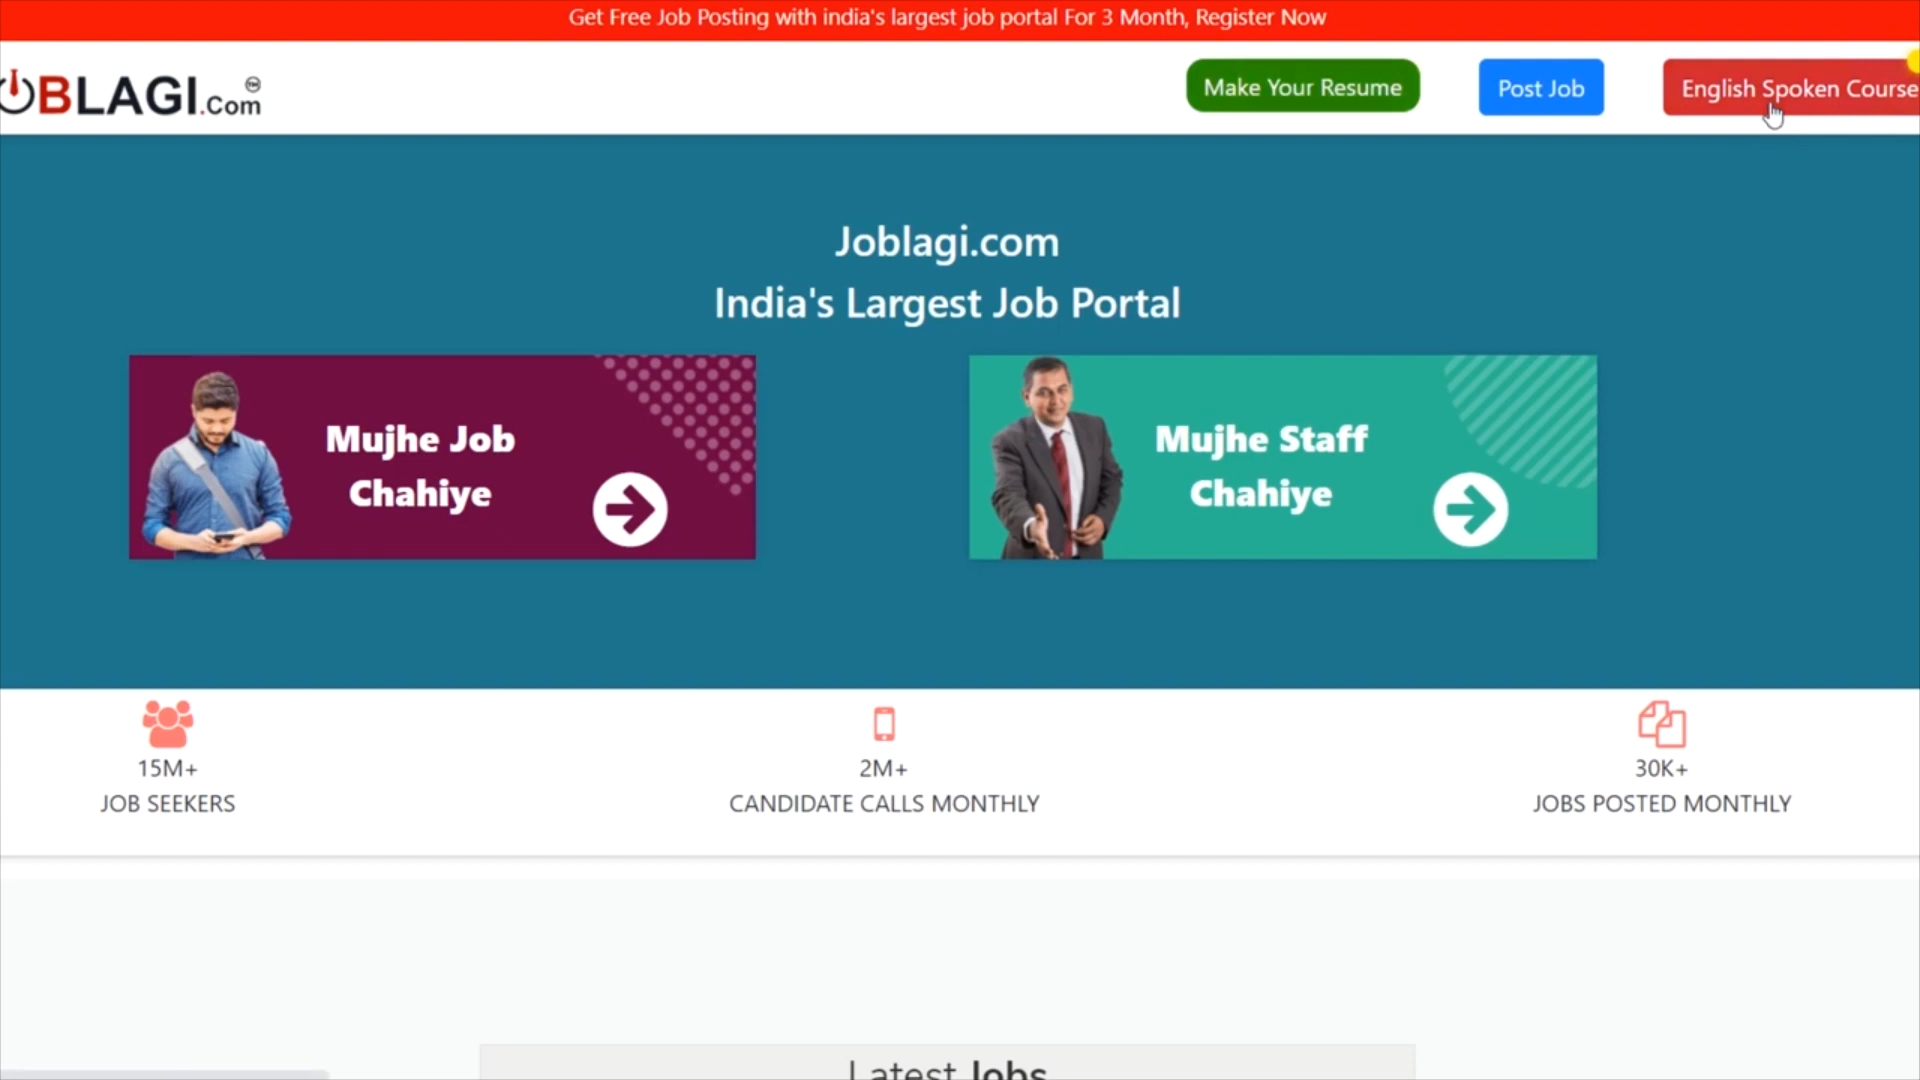 Get Free Job Posting with india's largest job portal For 3 Month, Register Now
OBLAGI.Com
Make Your Resume
Post Job
English Spoken Course
Joblagi.com
India's Largest Job Portal
Mujhe Job
Chahiye
Mujhe Staff
Chahiye
15M+
JOB SEEKERS
2M+
CANDIDATE CALLS MONTHLY
30K+
JOBS POSTED MONTHLY
Latest Jobs